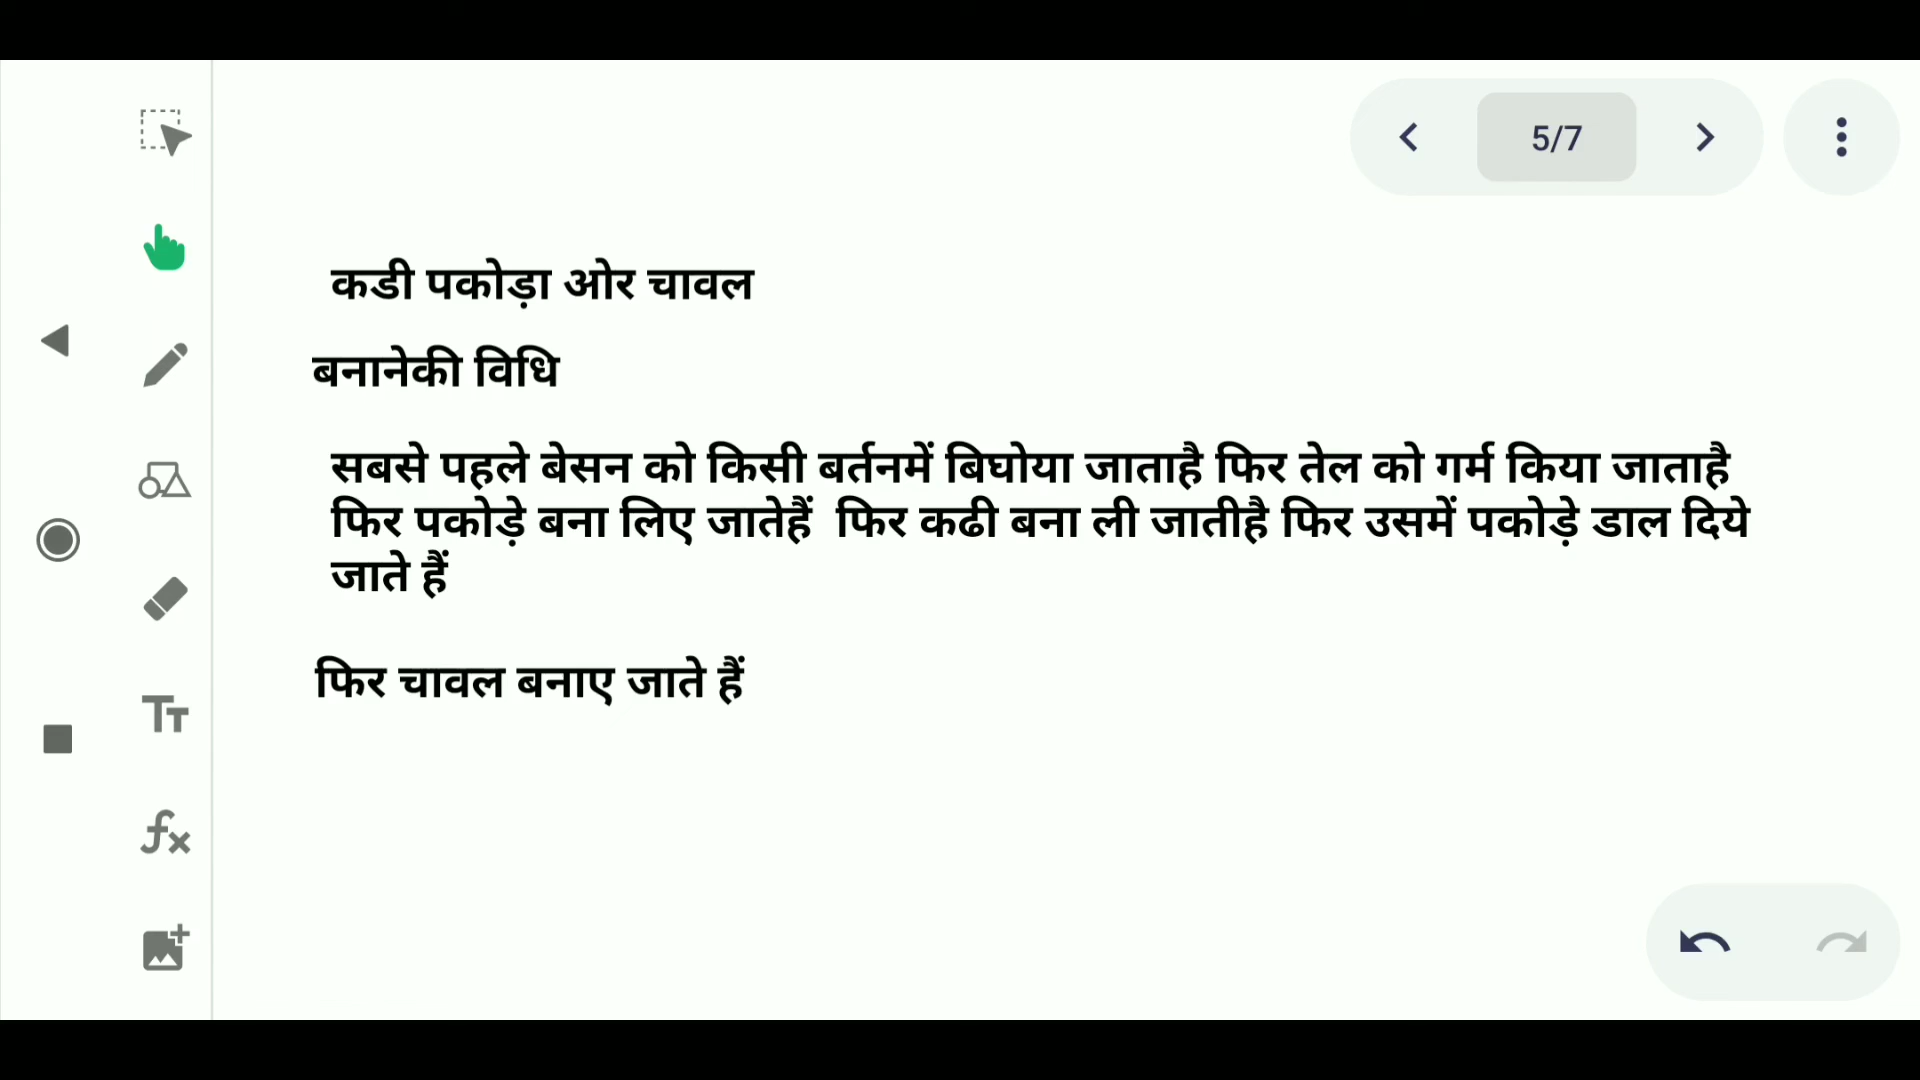 5/7
कडी पकोड़ा ओर चावल
बनानेकी विधि
सबसे पहले बेसन को किसी बर्तनमें बिघोया जाताहै फिर तेल को गर्म किया जाताहै
फिर पकोड़े बना लिए जातेहैं  फिर कढी बना ली जातीहै फिर उसमें पकोड़े डाल दिये
जाते हैं
फिर चावल बनाए जाते हैं